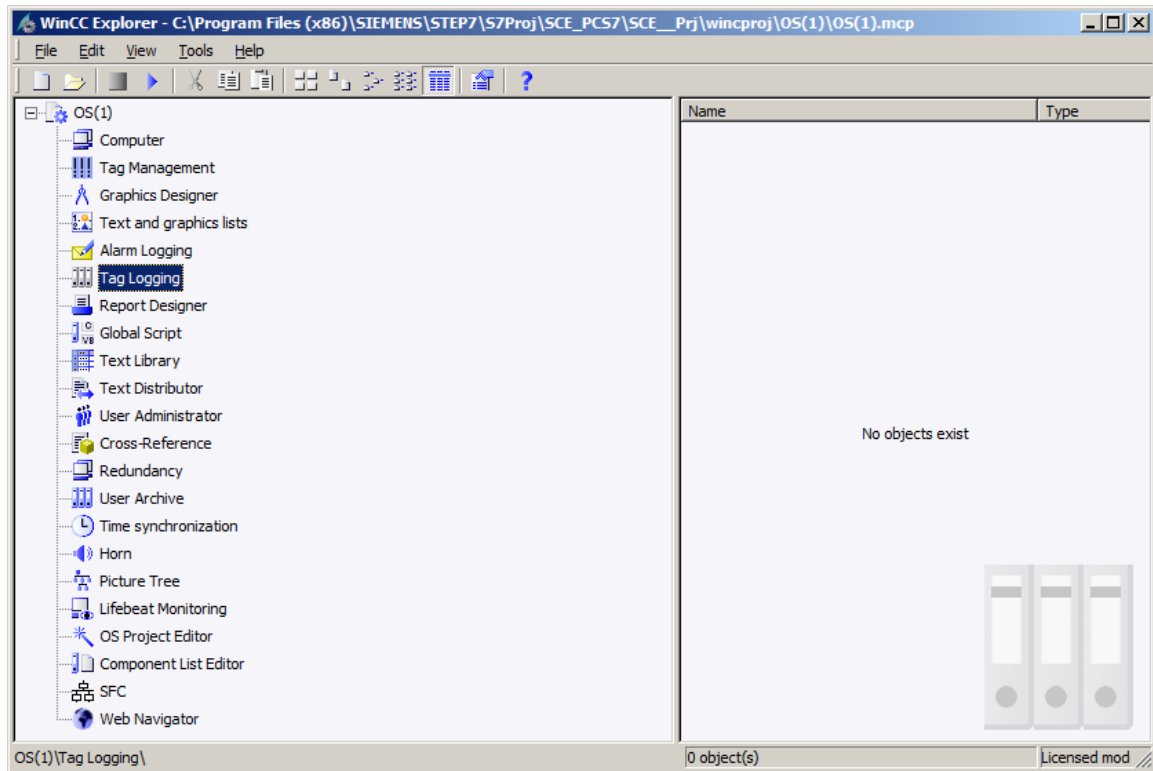 WinCC Explorer - C:\Program Files (x86)\SIEMENS\STEP7\S7Proj\SCE_PCS7\SCE__Prj\wincproj\OS(1)\OS(1).mcp
File Edit View Tools Help
OS(1)
Computer
Tag Management
Graphics Designer
Text and graphics lists
Alarm Logging
Tag Logging
Report Designer
Global Script
Text Library
Text Distributor
User Administrator
Cross-Reference
Redundancy
User Archive
Time synchronization
Horn
Picture Tree
Lifebeat Monitoring
OS Project Editor
Component List Editor
SFC
Web Navigator
Name Type
No objects exist
OS(1)\Tag Logging\ 0 object(s) Licensed mod